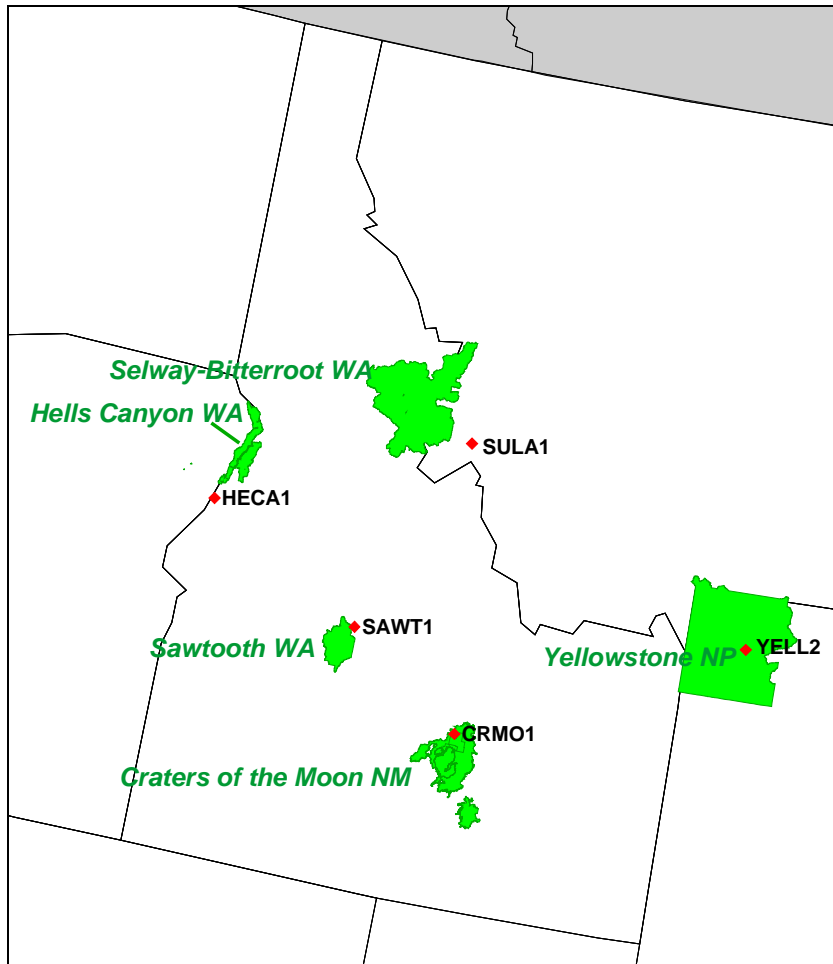 Selway-Bitterroot WA
Hells Canyon WA
SULA1
HECA1
SAWT1
Sawtooth WA
Yellowstone NP
YELL2
CRMO1
Craters of the Moon NM